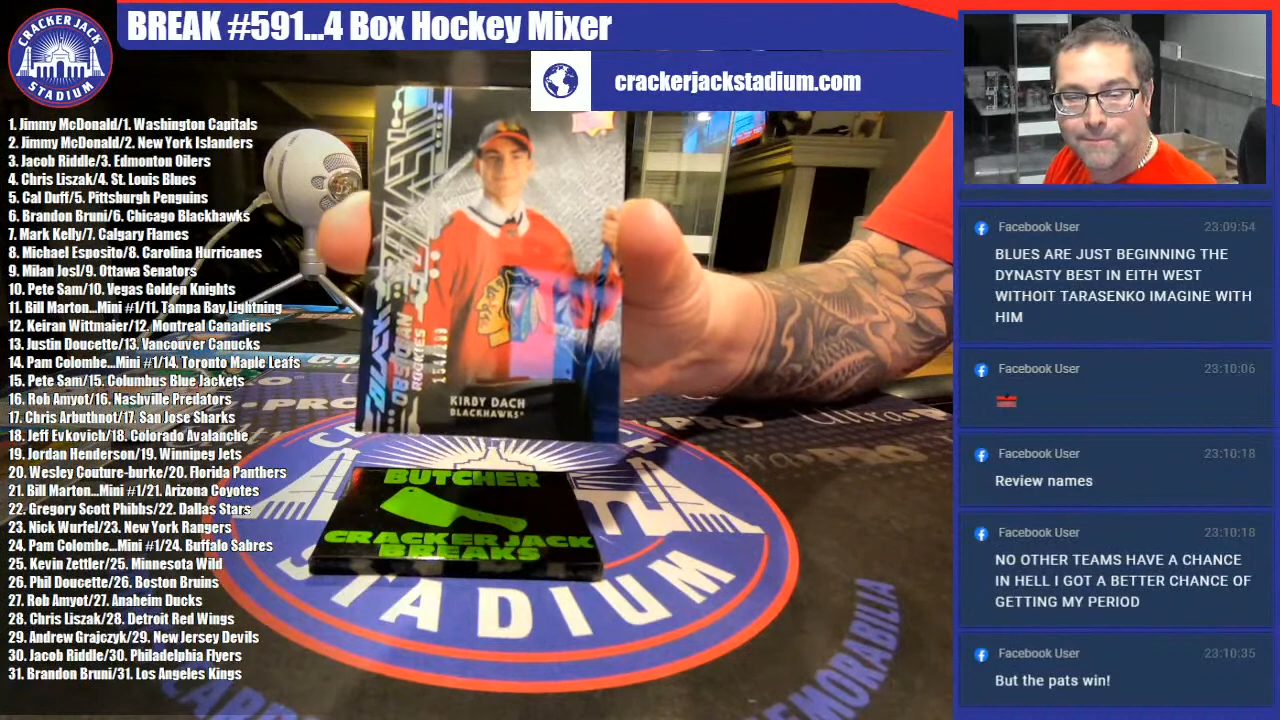 BREAK #591...4 Box Hockey Mixer
CRACKER JACK
STADIUM
crackerjackstadium.com
1. Jimmy McDonald/1. Washington Capitals
2. Jimmy McDonald/2. New York Islanders
3. Jacob Riddle/3. Edmonton Oilers
4. Chris Liszak/4. St. Louis Blues
5. Cal Duff/5. Pittsburgh Penguins
6. Brandon Bruni/6. Chicago Blackhawks
7. Mark Kelly/7. Calgary Flames
8. Michael Esposito/8. Carolina Hurricanes
9. Milan Josl/9. Ottawa Senators
10. Pete Sam/10. Vegas Golden Knights
11. Bill Marton...Mini #1/11. Tampa Bay Lightning
12. Keiran Wittmaier/12. Montreal Canadiens
13. Justin Doucette/13. Vancouver Canucks
14. Pam Colombe...Mini #1/14. Toronto Maple Leafs
15. Pete Sam/15. Columbus Blue Jackets
16. Rob Amyot/16. Nashville Predators
17. Chris Arbuthnot/17. San Jose Sharks
18. Jeff Evkovich/18. Colorado Avalanche
19. Jordan Henderson/19. Winnipeg Jets
20. Wesley Couture-burke/20. Florida Panthers
21. Bill Marton...Mini #1/21. Arizona Coyotes
22. Gregory Scott Phibbs/22. Dallas Stars
23. Nick Wurfel/23. New York Rangers
24. Pam Colombe...Mini #1/24. Buffalo Sabres
25. Kevin Zettler/25. Minnesota Wild
26. Phil Doucette/26. Boston Bruins
27. Rob Amyot/27. Anaheim Ducks
28. Chris Liszak/28. Detroit Red Wings
29. Andrew Grajczyk/29. New Jersey Devils
30. Jacob Riddle/30. Philadelphia Flyers
31. Brandon Bruni/31. Los Angeles Kings
BLACK
OBSIDIAN
ROOKIES
KIRBY DACH
BLACKHAWKS
BUTCHER
CRACKER JACK
BREAKS
STADIUM
MEMORABILIA
Facebook User 23:09:54
BLUES ARE JUST BEGINNING THE
DYNASTY BEST IN EITH WEST
WITHOIT TARASENKO IMAGINE WITH
HIM
Facebook User 23:10:06
Facebook User 23:10:18
Review names
Facebook User 23:10:18
NO OTHER TEAMS HAVE A CHANCE
IN HELL I GOT A BETTER CHANCE OF
GETTING MY PERIOD
Facebook User 23:10:35
But the pats win!